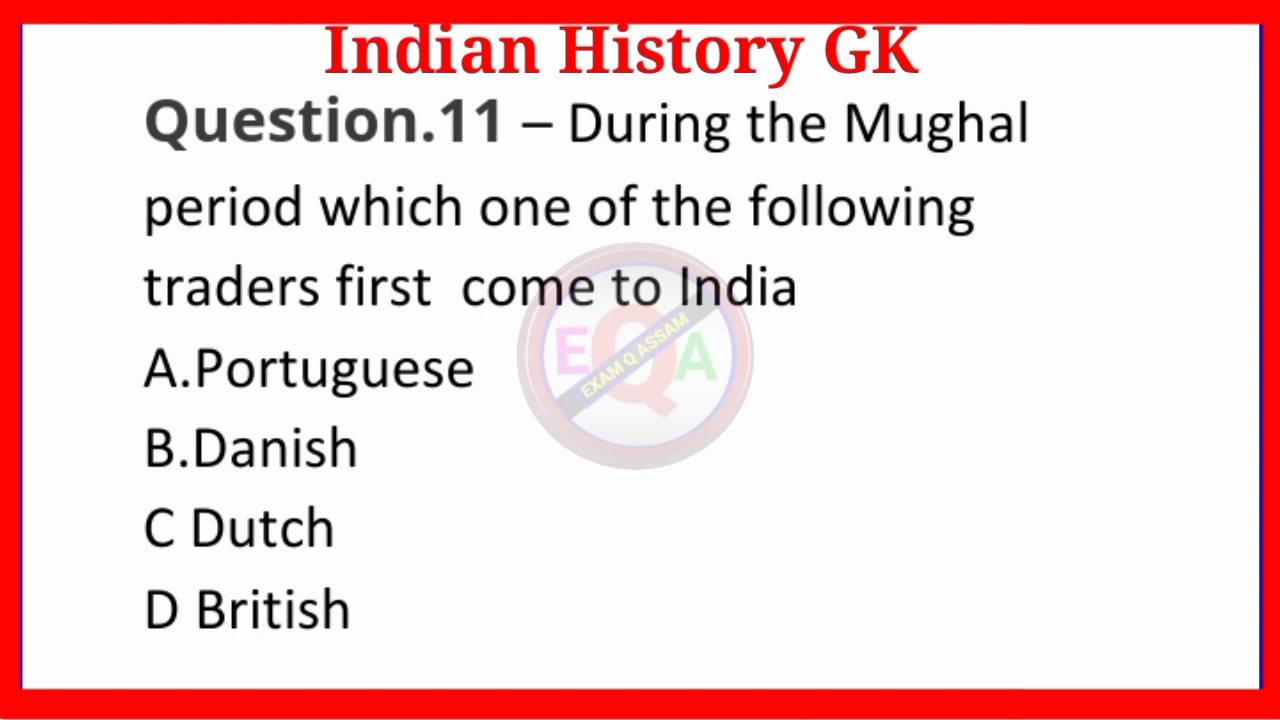 Indian History GK
Question.11 – During the Mughal
period which one of the following
traders first come to India
EQA
EXAM Q ASSAM
A.Portuguese
B.Danish
C Dutch
D British